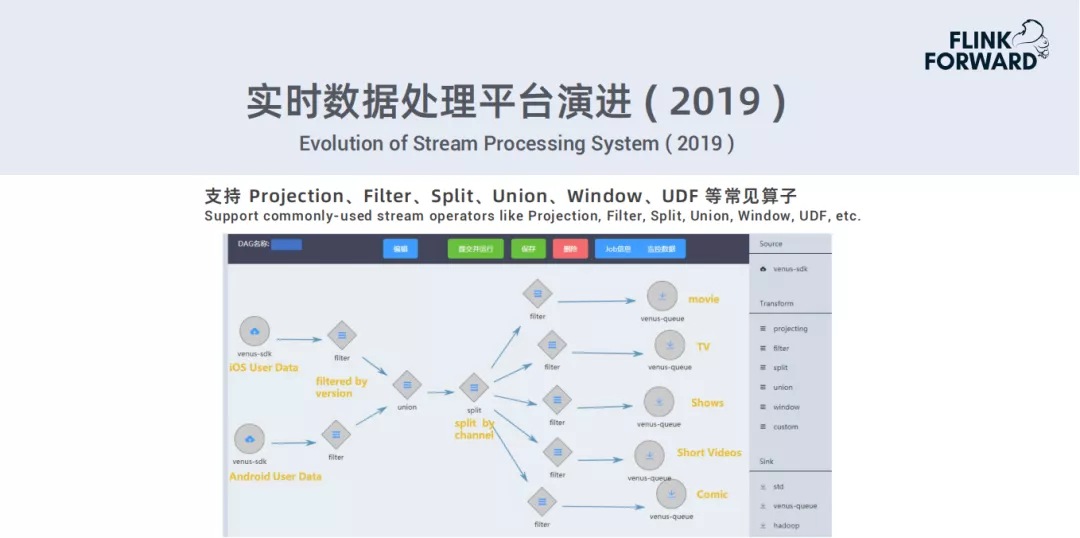 FLINK
FORWARD
实时数据处理平台演进 ( 2019 )
Evolution of Stream Processing System ( 2019 )
支持 Projection、Filter、Split、Union、Window、UDF 等常见算子
Support commonly-used stream operators like Projection, Filter, Split, Union, Window, UDF, etc.
DAG名称:
编辑
提交并运行
保存
删除
Job信息
监控数据
venus-sdk
iOS User Data
filter
filtered by
version
venus-sdk
Android User Data
filter
union
split
split by
channel
filter
venus-queue
movie
filter
venus-queue
TV
filter
venus-queue
Shows
filter
venus-queue
Short Videos
filter
venus-queue
Comic
Source
venus-sdk
Transform
projecting
filter
split
union
window
custom
Sink
std
venus-queue
hadoop